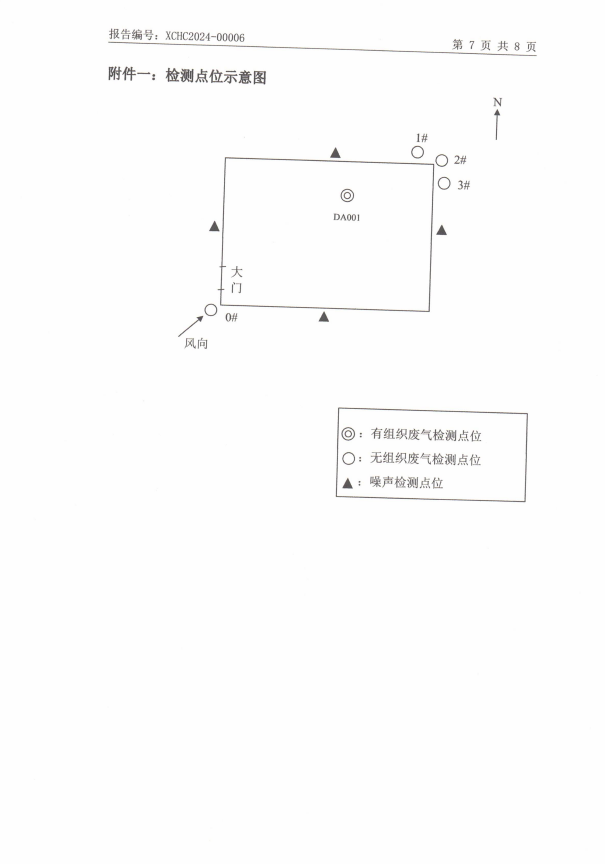 报告编号：XCHC2024-00006
第 7 页 共 8 页
附件一：检测点位示意图
N
1#
2#
3#
DA001
大门
0#
风向
◎：有组织废气检测点位
○：无组织废气检测点位
▲：噪声检测点位